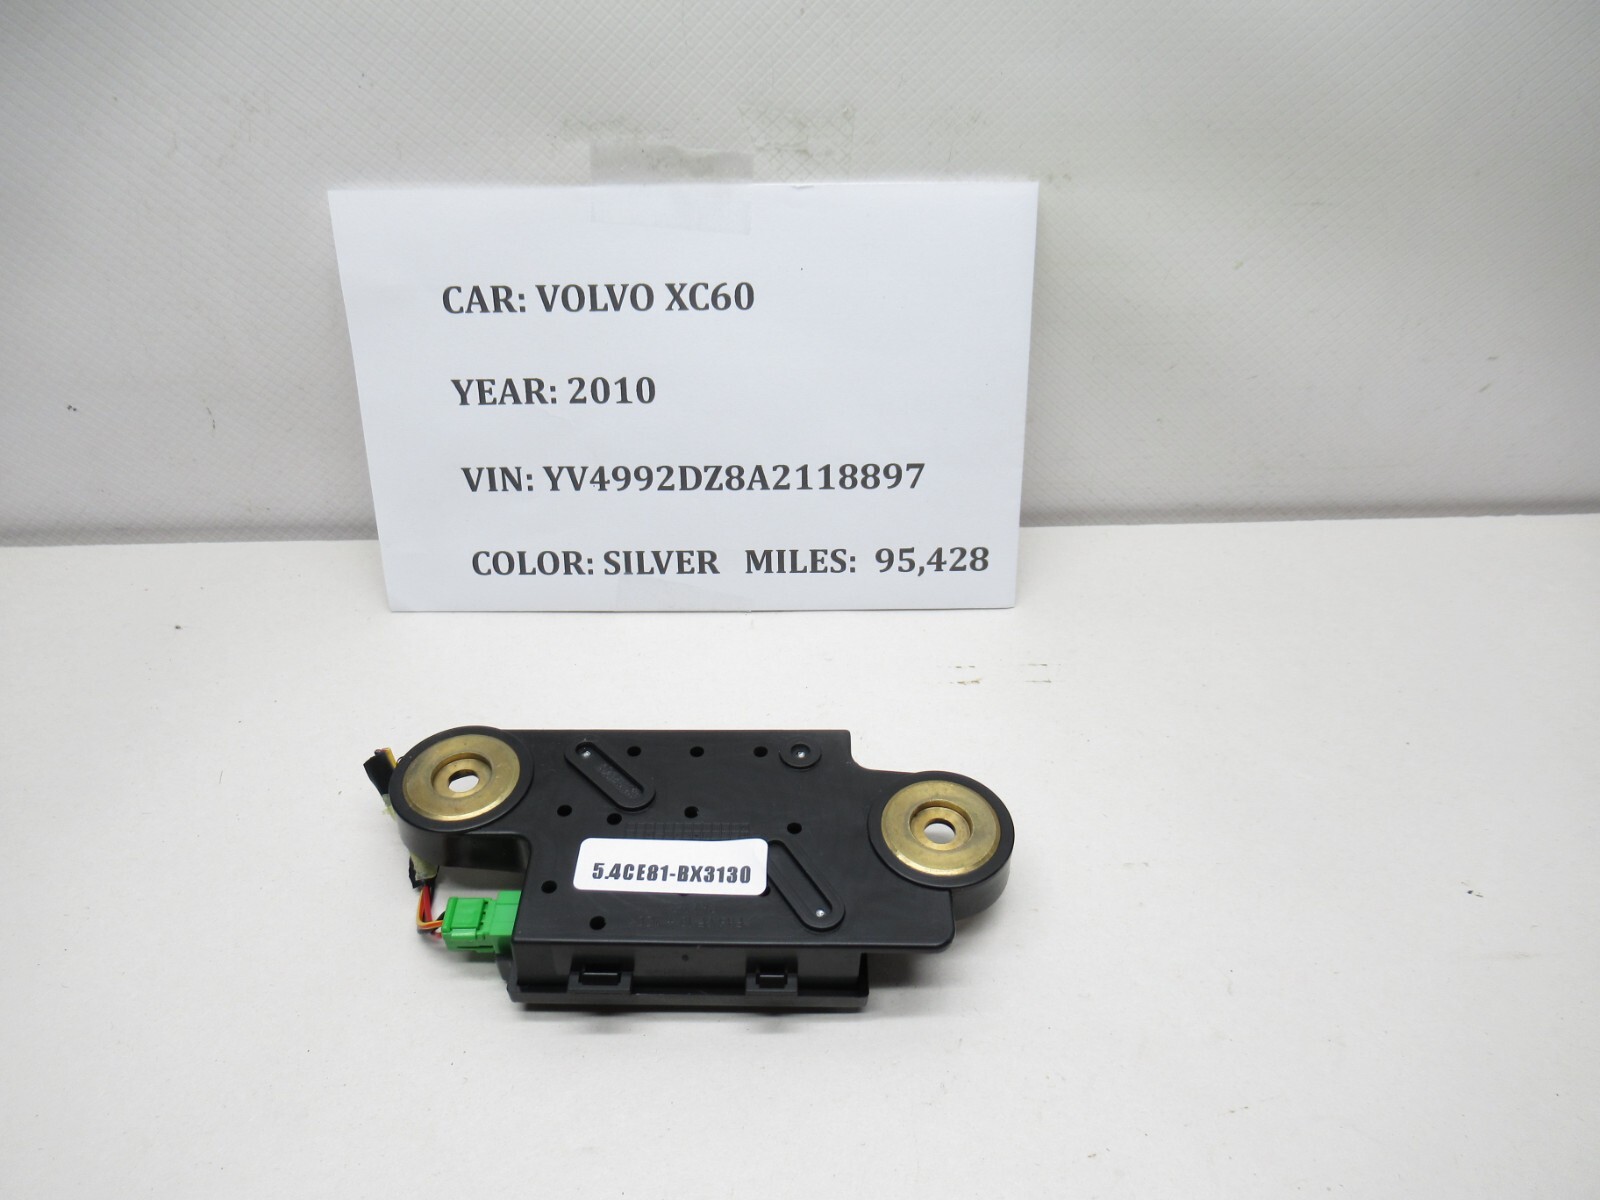 CAR: VOLVO XC60
YEAR: 2010
VIN: YV4992DZ8A2118897
COLOR: SILVER MILES: 95,428
5.4CE81-BX3130